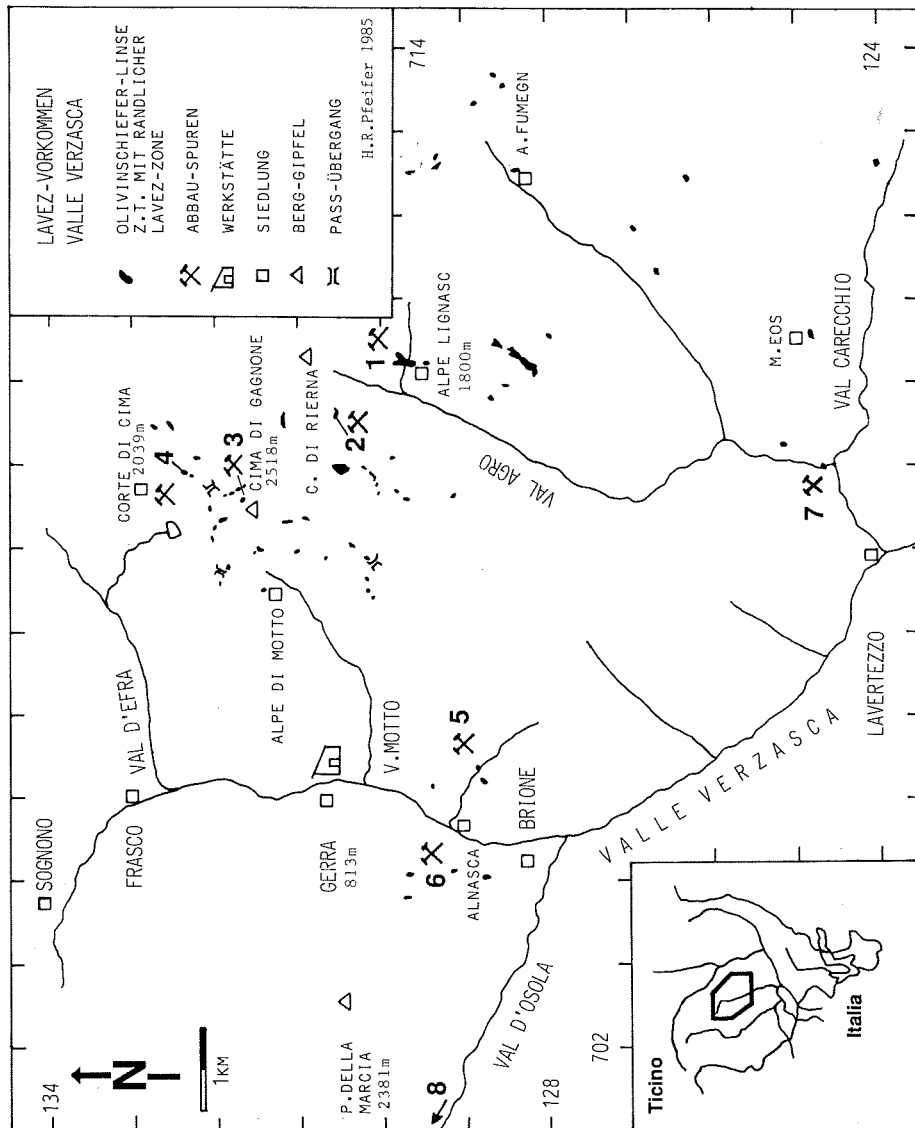 LAVEZ-VORKOMMEN
VALLE VERZASCA
OLIVINSCHIEFER-LINSE
Z.T. MIT RANDLICHER
LAVEZ-ZONE
ABBAU-SPUREN
WERKSTÄTTE
SIEDLUNG
BERG-GIPFEL
PASS-ÜBERGANG
H.R.Pfeifer 1985
134
N
1KM
SOGNONO
FRASCO
VAL D'EFRA
CORTE DI CIMA
2039m
4
3
CIMA DI GAGNONE
2518m
C. DI RIERNA
ALPE DI MOTTO
GERRA
813m
V.MOTTO
P.DELLA
MARCIA
2381m
2
1
ALPE LIGNASC
1800m
714
A.FUMEGN
VAL AGRO
5
6
ALNASCA
BRIONE
8
VAL D'OSOLA
702
128
VALLE VERZASCA
M.EOS
VAL CARECCHIO
7
LAVERTEZZO
124
Ticino
Italia